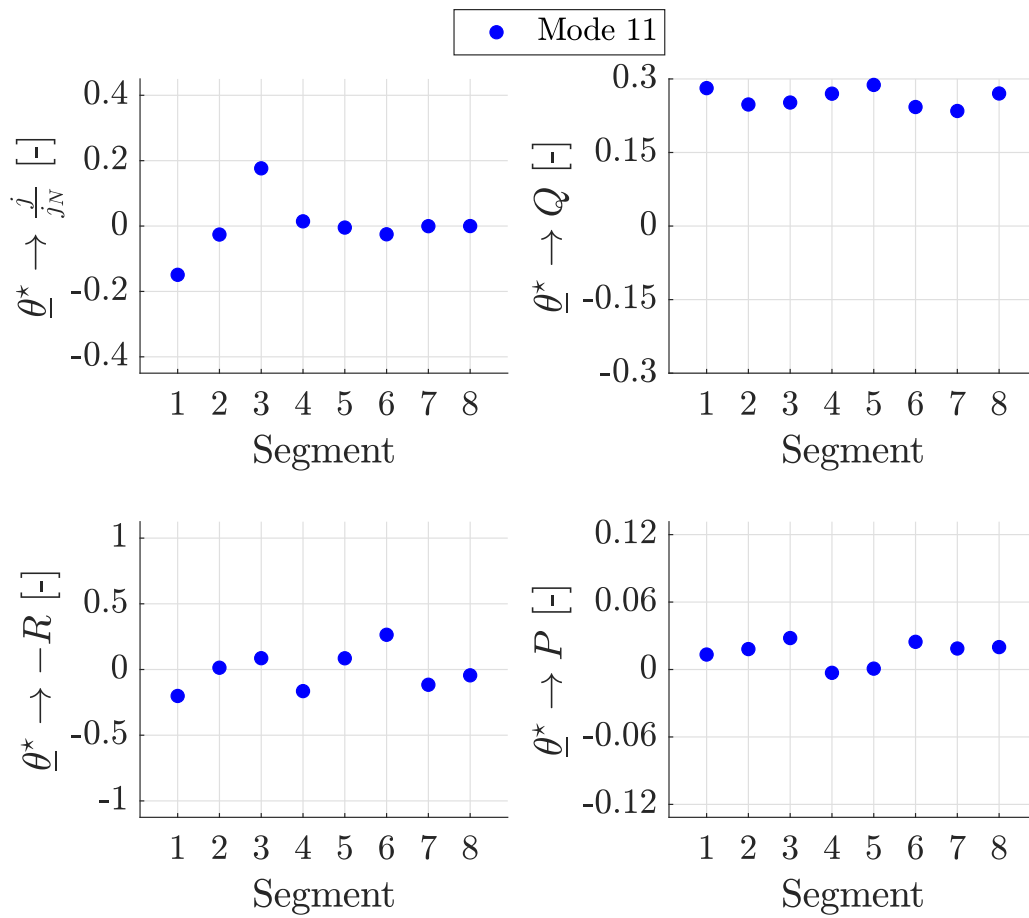 Mode 11
0.4
0.2
0
-0.2
-0.4
θ* → j/j_N [-]
1 2 3 4 5 6 7 8
Segment
0.3
0.15
0
-0.15
-0.3
θ* → Q [-]
1 2 3 4 5 6 7 8
Segment
1
0.5
0
-0.5
-1
θ* → −R [-]
1 2 3 4 5 6 7 8
Segment
0.12
0.06
0
-0.06
-0.12
θ* → P [-]
1 2 3 4 5 6 7 8
Segment